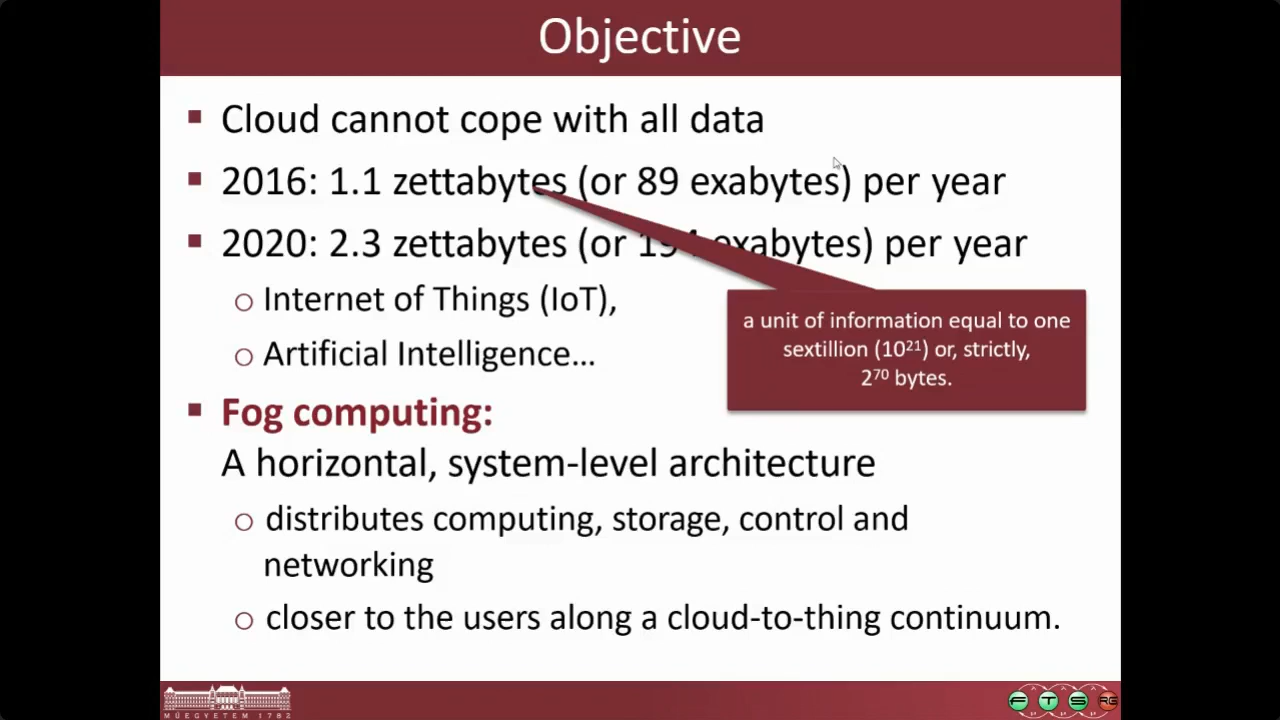 Objective
▪ Cloud cannot cope with all data
▪ 2016: 1.1 zettabytes (or 89 exabytes) per year
▪ 2020: 2.3 zettabytes (or 194 exabytes) per year
o Internet of Things (IoT),
o Artificial Intelligence…
a unit of information equal to one
sextillion (10²¹) or, strictly,
2⁷⁰ bytes.
▪ Fog computing:
A horizontal, system-level architecture
o distributes computing, storage, control and
networking
o closer to the users along a cloud-to-thing continuum.
MŰEGYETEM 1782
F T S RG